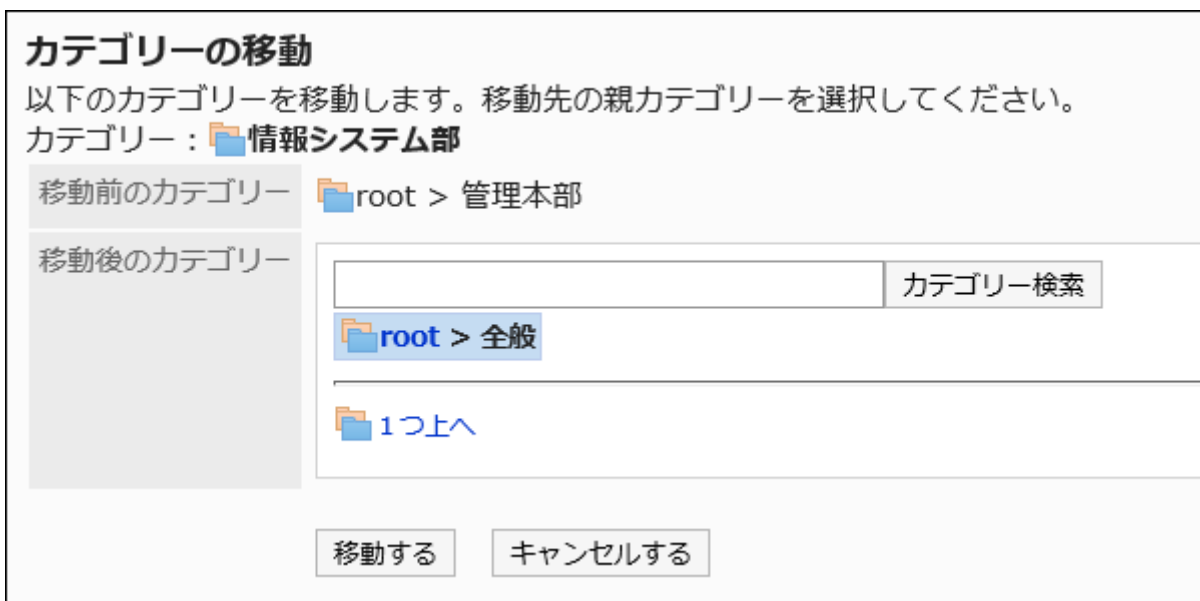 カテゴリーの移動
以下のカテゴリーを移動します。移動先の親カテゴリーを選択してください。
カテゴリー：情報システム部
移動前のカテゴリー root > 管理本部
移動後のカテゴリー
カテゴリー検索
root > 全般
1つ上へ
移動する キャンセルする